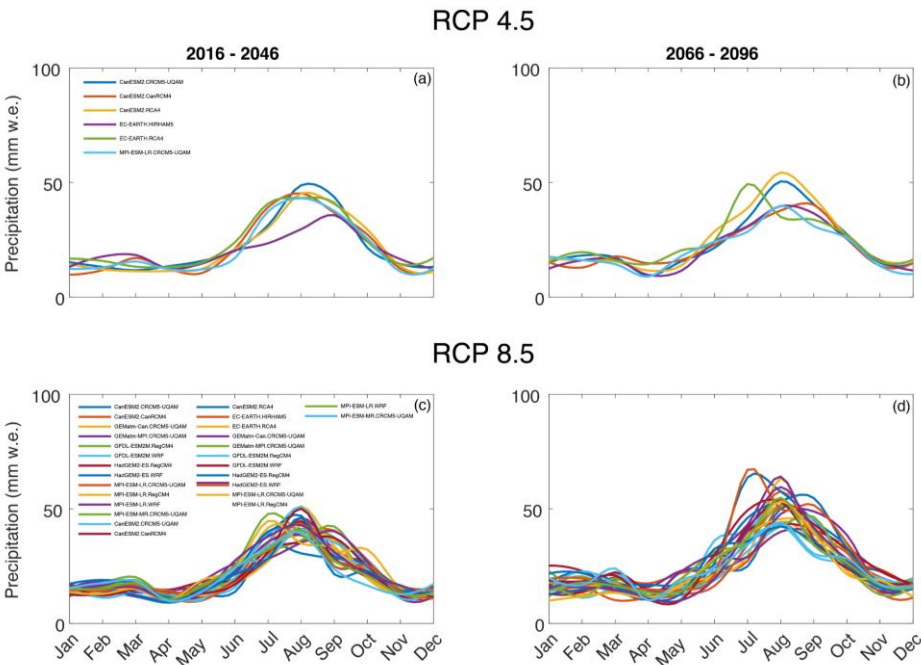 RCP 4.5
2016 - 2046
2066 - 2096
100
(a)
CanESM2.CRCM5-UQAM
CanESM2.CanRCM4
CanESM2.RCA4
EC-EARTH.HIRHAM5
EC-EARTH.RCA4
MPI-ESM-LR.CRCM5-UQAM
50
0
Precipitation (mm w.e.)
100
(b)
50
0
RCP 8.5
100
(c)
CanESM2.CRCM5-UQAM
CanESM2.CanRCM4
GEMatm-Can.CRCM5-UQAM
GEMatm-MPI.CRCM5-UQAM
GFDL-ESM2M.RegCM4
GFDL-ESM2M.WRF
HadGEM2-ES.RegCM4
HadGEM2-ES.WRF
MPI-ESM-LR.CRCM5-UQAM
MPI-ESM-LR.RegCM4
MPI-ESM-LR.WRF
MPI-ESM-MR.CRCM5-UQAM
CanESM2.CRCM5-UQAM
CanESM2.CanRCM4
CanESM2.RCA4
EC-EARTH.HIRHAM5
EC-EARTH.RCA4
GEMatm-Can.CRCM5-UQAM
GEMatm-MPI.CRCM5-UQAM
GFDL-ESM2M.RegCM4
GFDL-ESM2M.WRF
HadGEM2-ES.RegCM4
HadGEM2-ES.WRF
MPI-ESM-LR.CRCM5-UQAM
MPI-ESM-LR.RegCM4
MPI-ESM-LR.WRF
MPI-ESM-MR.CRCM5-UQAM
50
0
Precipitation (mm w.e.)
Jan Feb Mar Apr May Jun Jul Aug Sep Oct Nov Dec
100
(d)
50
0
Jan Feb Mar Apr May Jun Jul Aug Sep Oct Nov Dec